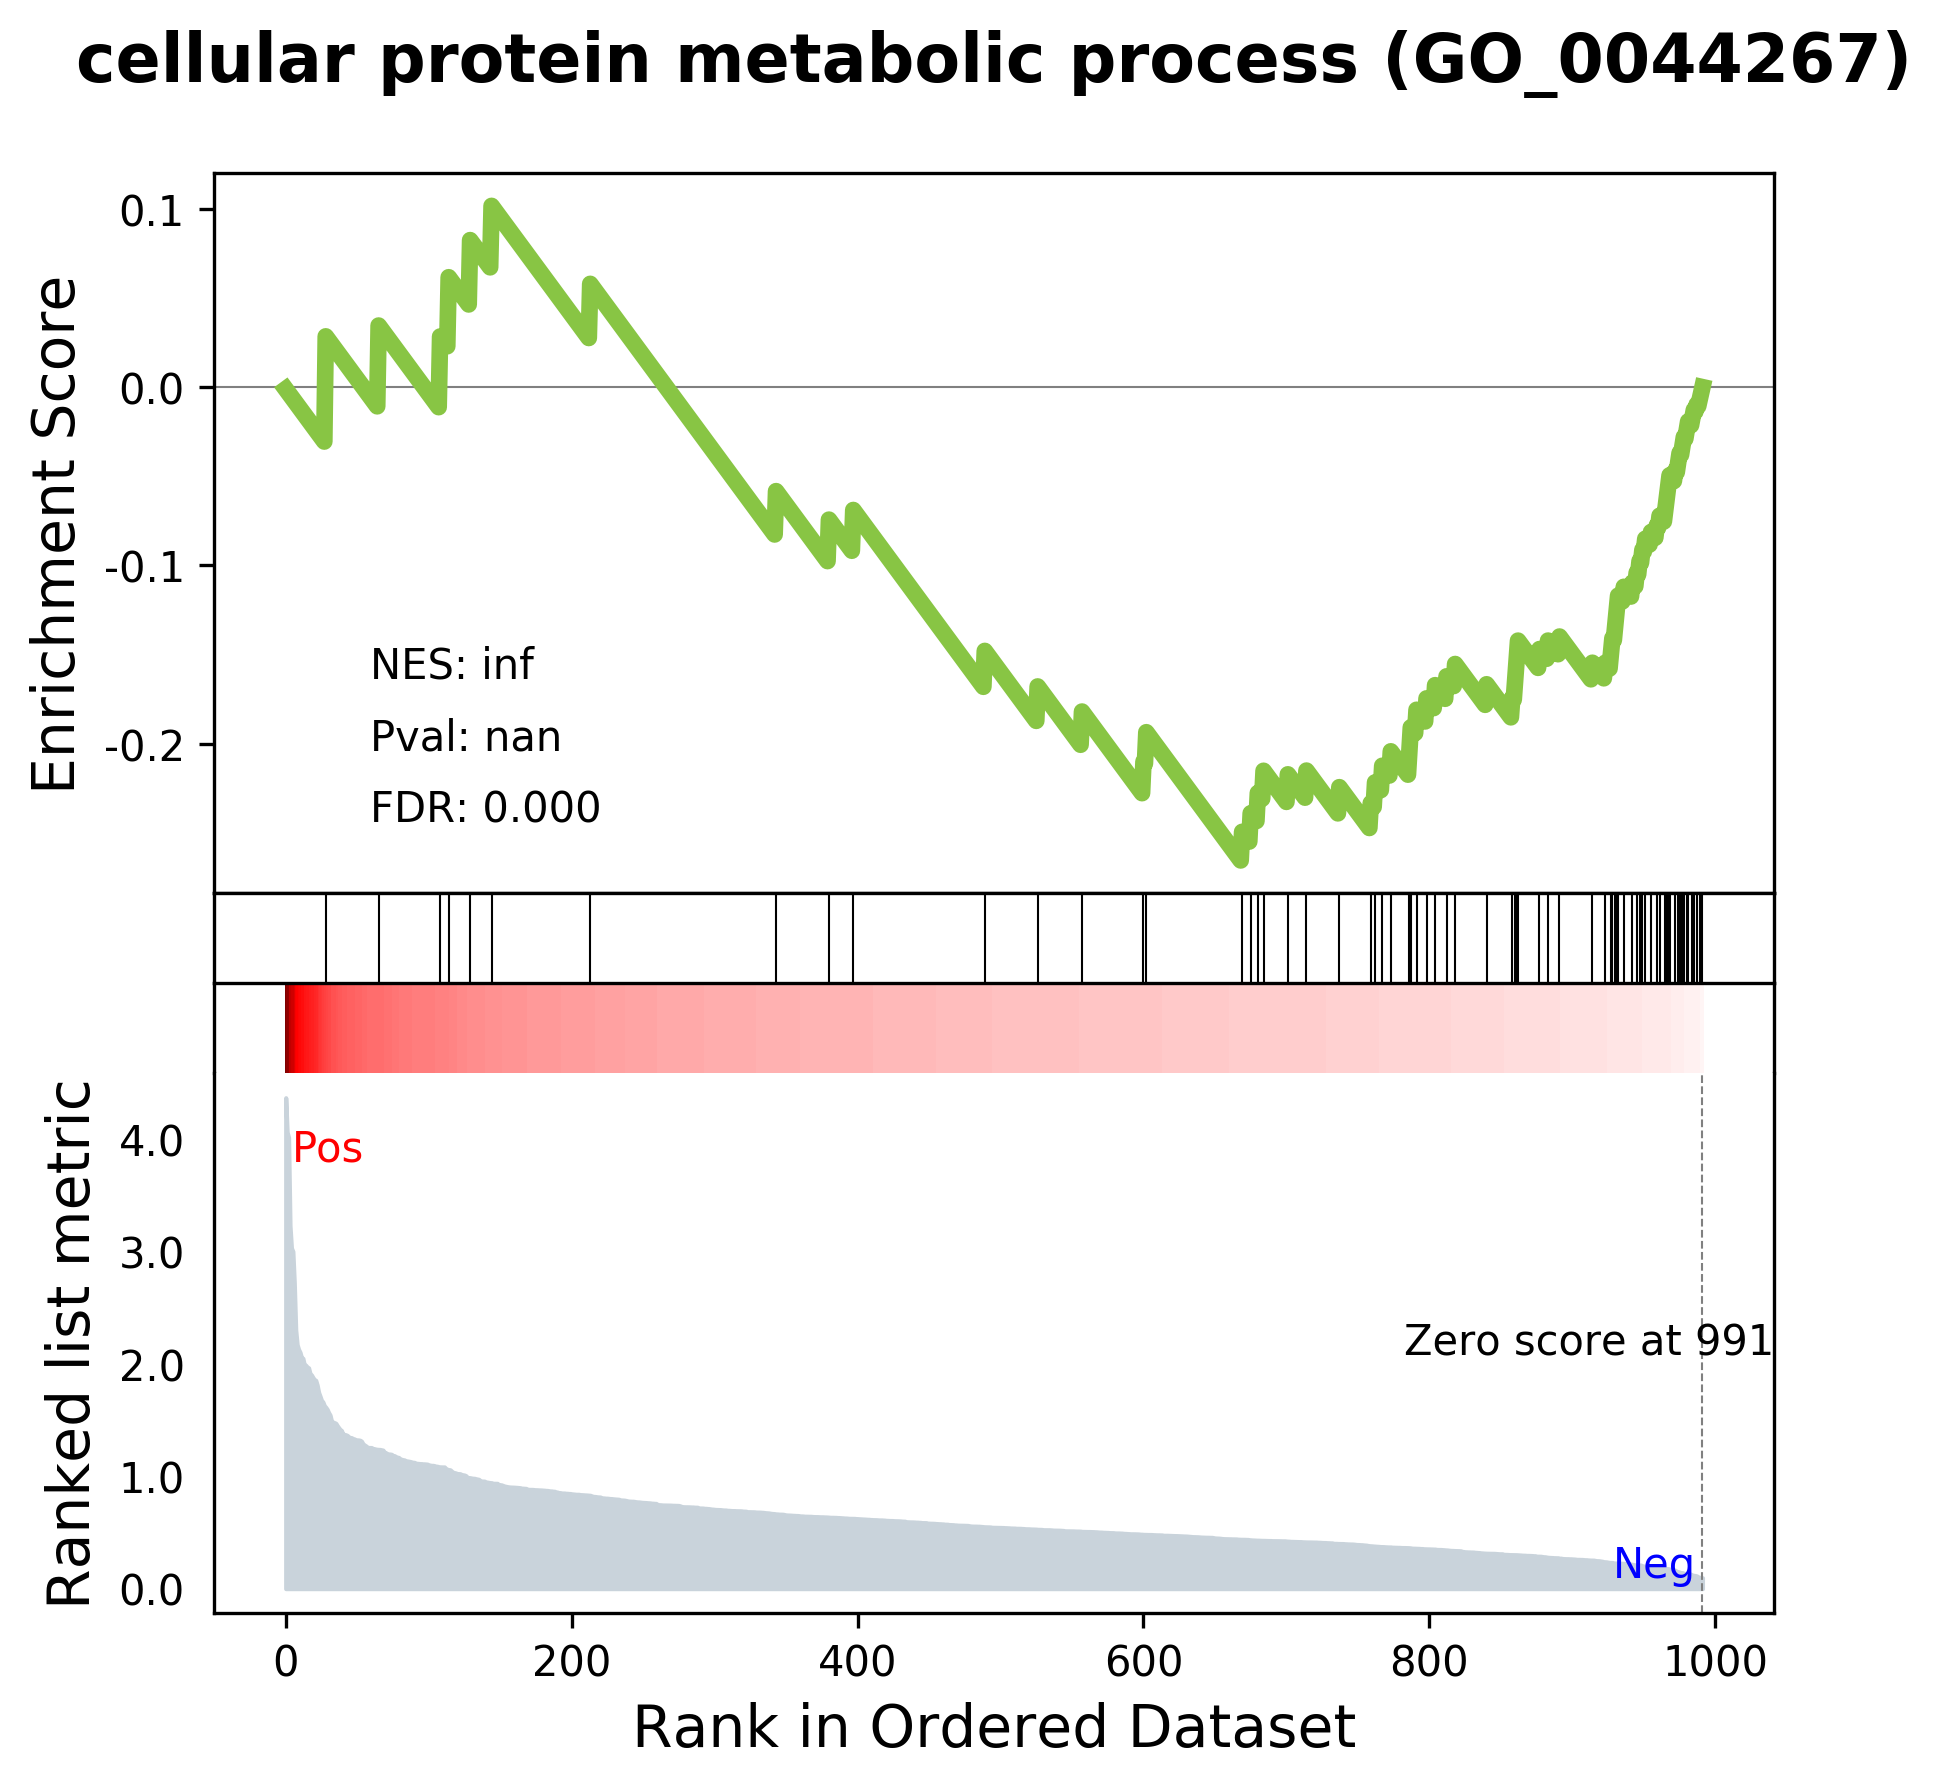 cellular protein metabolic process (GO_0044267)
Enrichment Score
0.1
0.0
-0.1
-0.2
NES: inf
Pval: nan
FDR: 0.000
Ranked list metric
4.0
3.0
2.0
1.0
0.0
Pos
Zero score at 991
Neg
0 200 400 600 800 1000
Rank in Ordered Dataset